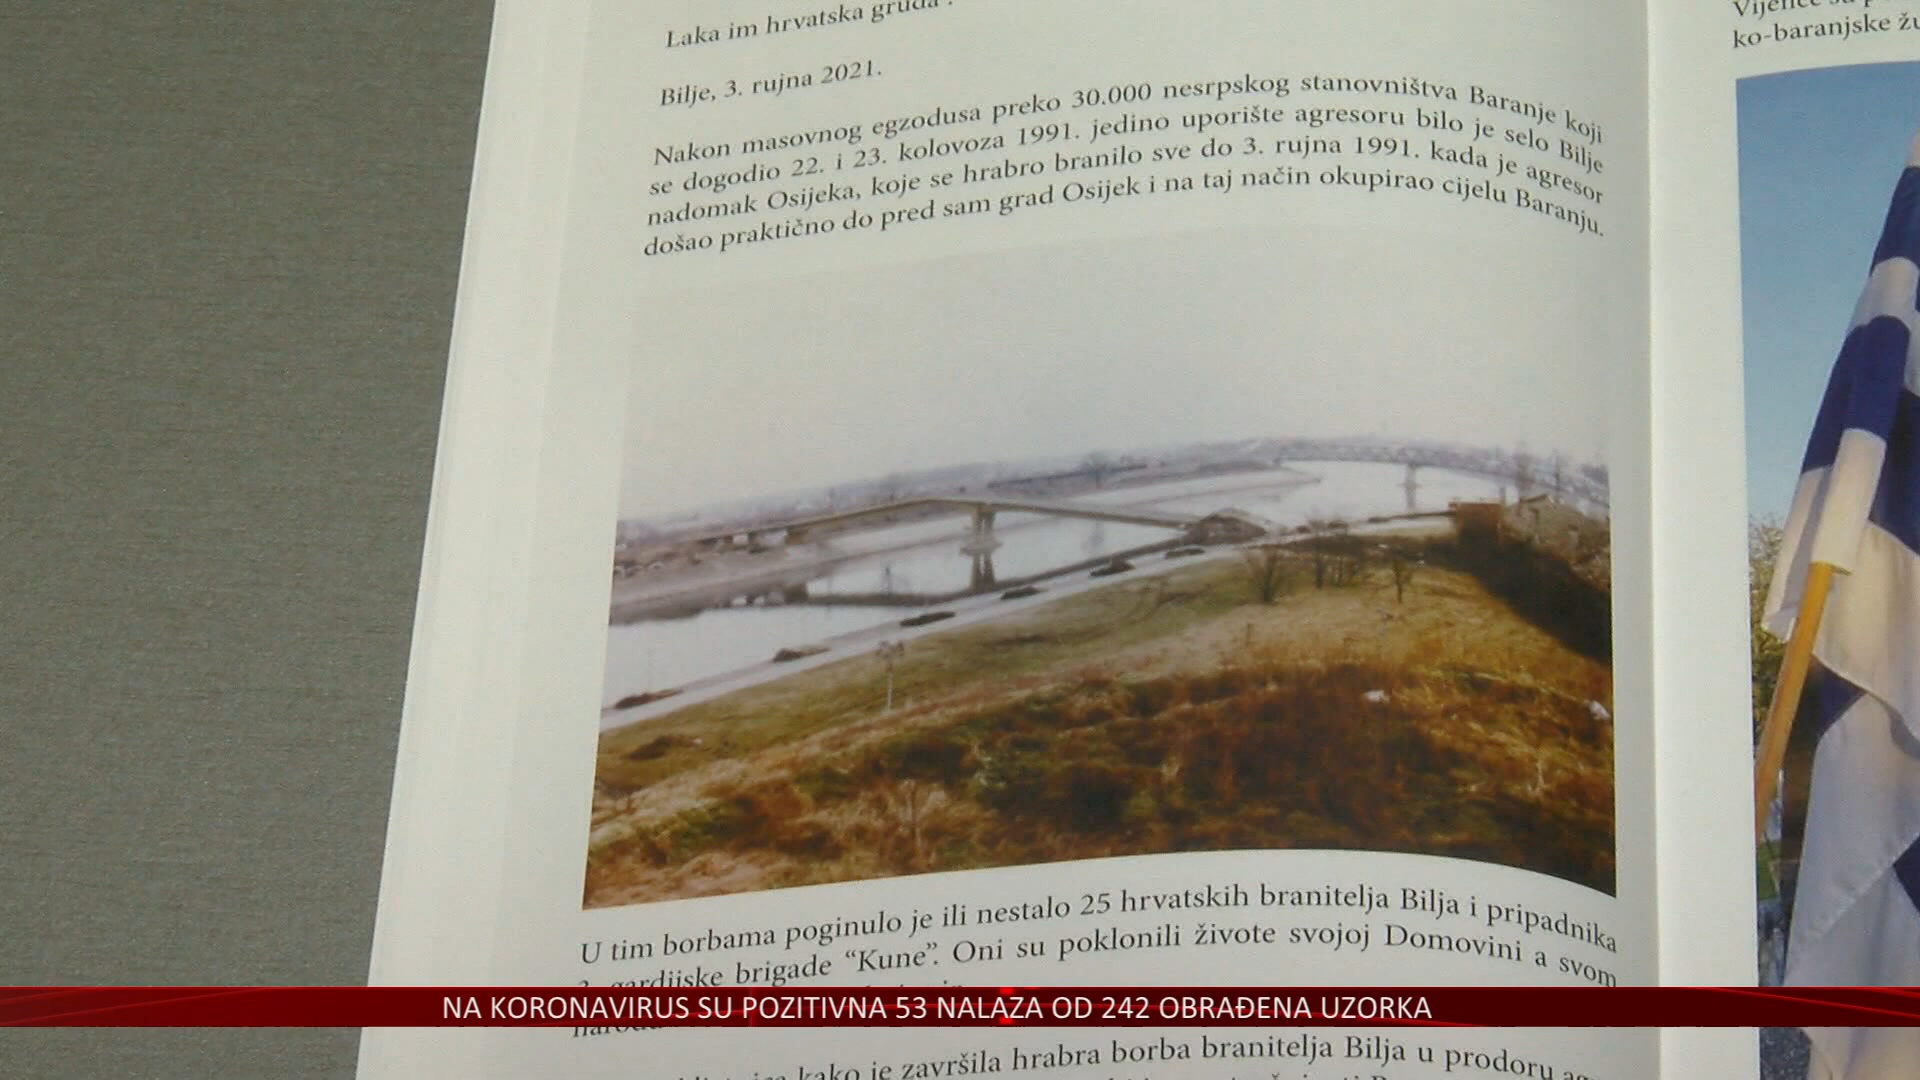 Laka im hrvatska gruda".
Bilje, 3. rujna 2021.
Nakon masovnog egzodusa preko 30.000 nesrpskog stanovništva Baranje koji
se dogodio 22. i 23. kolovoza 1991. jedino uporište agresoru bilo je selo Bilje
nadomak Osijeka, koje se hrabro branilo sve do 3. rujna 1991. kada je agresor
došao praktično do pred sam grad Osijek i na taj način okupirao cijelu Baranju.
U tim borbama poginulo je ili nestalo 25 hrvatskih branitelja Bilja i pripadnika
3. gardijske brigade “Kune”. Oni su poklonili živote svojoj Domovini a svom
kako je završila hrabra borba branitelja Bilja u prodoru
ko-baranjske
NA KORONAVIRUS SU POZITIVNA 53 NALAZA OD 242 OBRAĐENA UZORKA